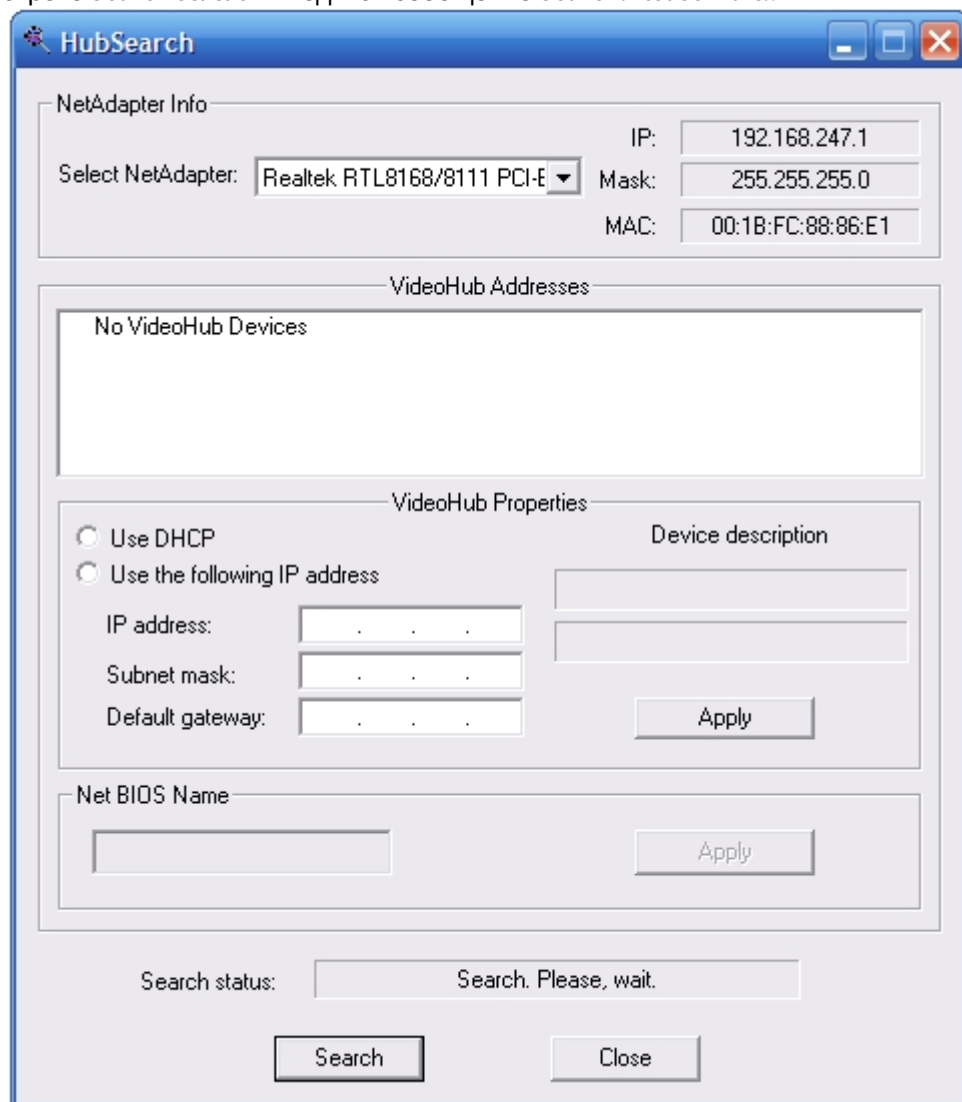 HubSearch
NetAdapter Info
Select NetAdapter: Realtek RTL8168/8111 PCI-E
IP: 192.168.247.1
Mask: 255.255.255.0
MAC: 00:1B:FC:88:86:E1
VideoHub Addresses
No VideoHub Devices
VideoHub Properties
Use DHCP
Use the following IP address
IP address: . . .
Subnet mask: . . .
Default gateway: . . .
Device description
Apply
Net BIOS Name
Apply
Search status: Search. Please, wait.
Search
Close